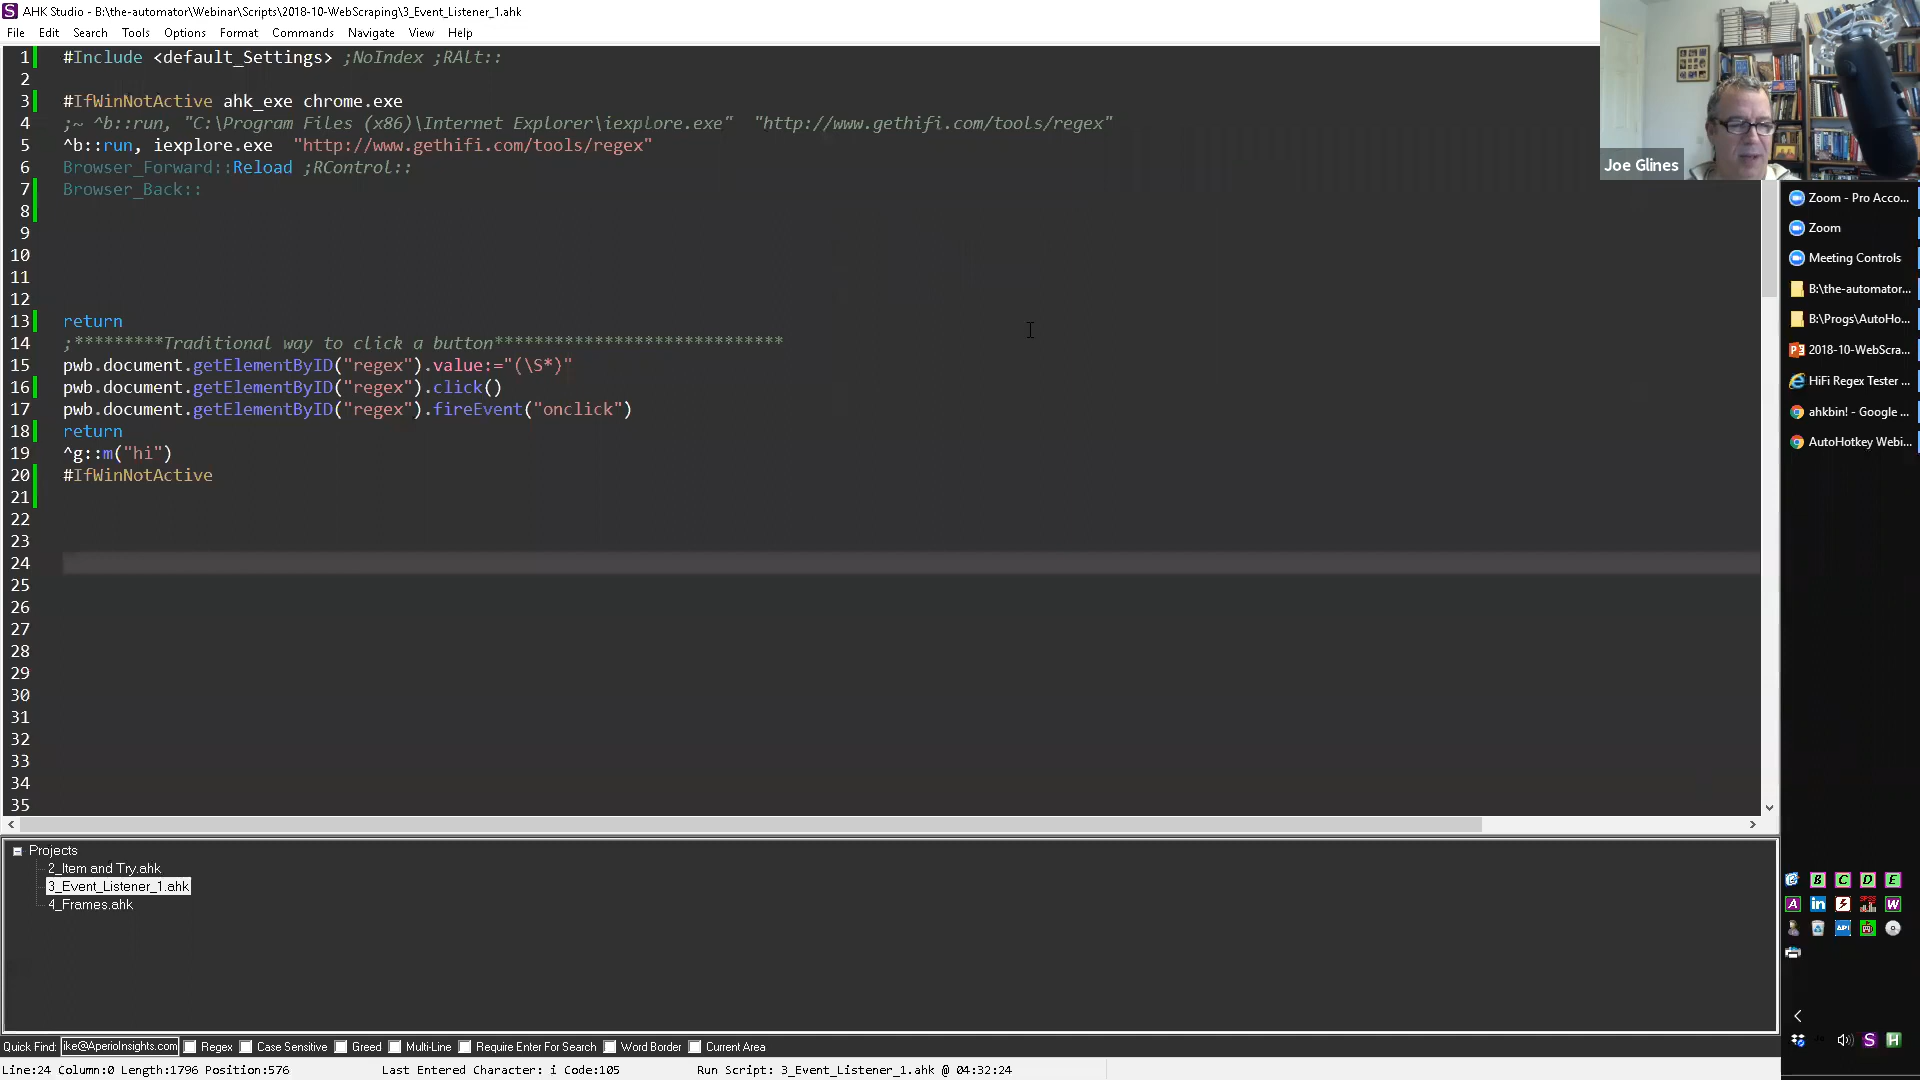 AHK Studio - B:\the-automator\Webinar\Scripts\2018-10-WebScraping\3_Event_Listener_1.ahk
File Edit Search Tools Options Format Commands Navigate View Help
1 #Include <default_Settings> ;NoIndex ;RAlt::
2
3 #IfWinNotActive ahk_exe chrome.exe
4 ;~ ^b::run, "C:\Program Files (x86)\Internet Explorer\iexplore.exe" "http://www.gethifi.com/tools/regex"
5 ^b::run, iexplore.exe "http://www.gethifi.com/tools/regex"
6 Browser_Forward::Reload ;RControl::
7 Browser_Back::
8
9
10
11
12
13 return
14 ;*********Traditional way to click a button*****************************
15 pwb.document.getElementByID("regex").value:="(\S*)"
16 pwb.document.getElementByID("regex").click()
17 pwb.document.getElementByID("regex").fireEvent("onclick")
18 return
19 ^g::m("hi")
20 #IfWinNotActive
21
22
23
24
25
26
27
28
29
30
31
32
33
34
35
Joe Glines
Zoom - Pro Acco...
Zoom
Meeting Controls
B:\the-automator...
B:\Progs\AutoHo...
2018-10-WebScra...
HiFi Regex Tester ...
ahkbin! - Google ...
AutoHotkey Webi...
Projects
2_Item and Try.ahk
3_Event_Listener_1.ahk
4_Frames.ahk
B C D E
A in W
API
S H
Quick Find: ike@AperioInsights.com Regex Case Sensitive Greed Multi-Line Require Enter For Search Word Border Current Area
Line:24 Column:0 Length:1796 Position:576 Last Entered Character: i Code:105 Run Script: 3_Event_Listener_1.ahk @ 04:32:24